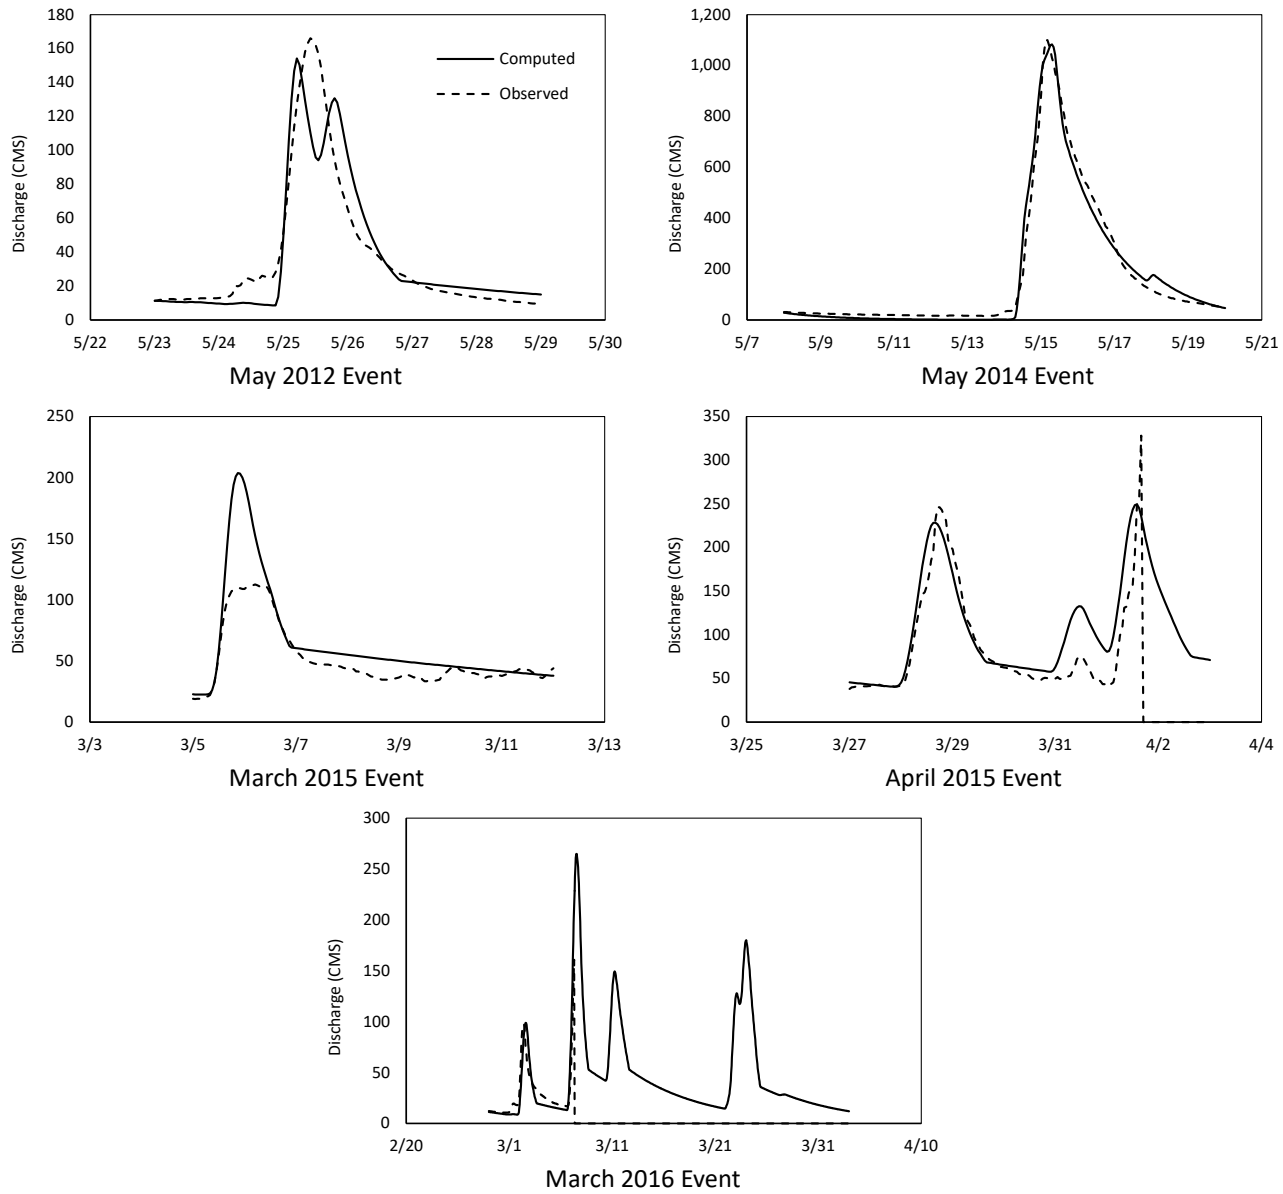 180
160
140
120
100
80
60
40
20
0
Discharge (CMS)
Computed
Observed
5/22 5/23 5/24 5/25 5/26 5/27 5/28 5/29 5/30
May 2012 Event
1,200
1,000
800
600
400
200
0
Discharge (CMS)
5/7 5/9 5/11 5/13 5/15 5/17 5/19 5/21
May 2014 Event
250
200
150
100
50
0
Discharge (CMS)
3/3 3/5 3/7 3/9 3/11 3/13
March 2015 Event
350
300
250
200
150
100
50
0
Discharge (CMS)
3/25 3/27 3/29 3/31 4/2 4/4
April 2015 Event
300
250
200
150
100
50
0
Discharge (CMS)
2/20 3/1 3/11 3/21 3/31 4/10
March 2016 Event